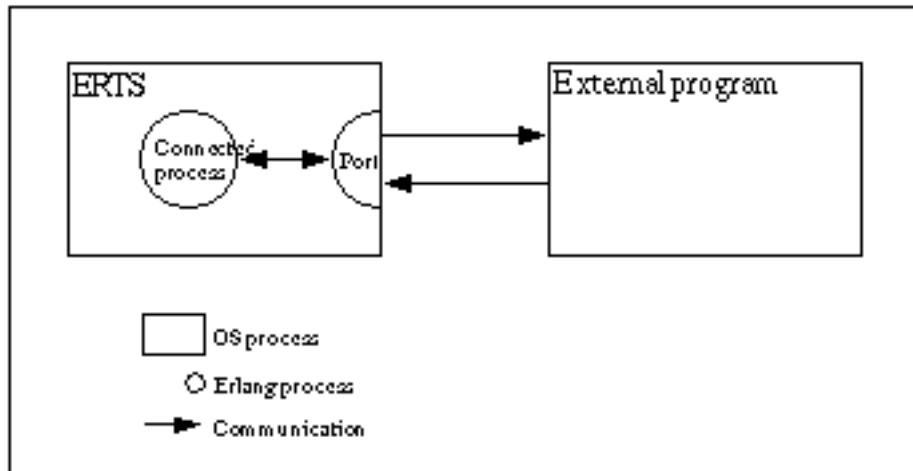 ERTS
External program
Connected
process
Port
OS process
Erlang process
Communication